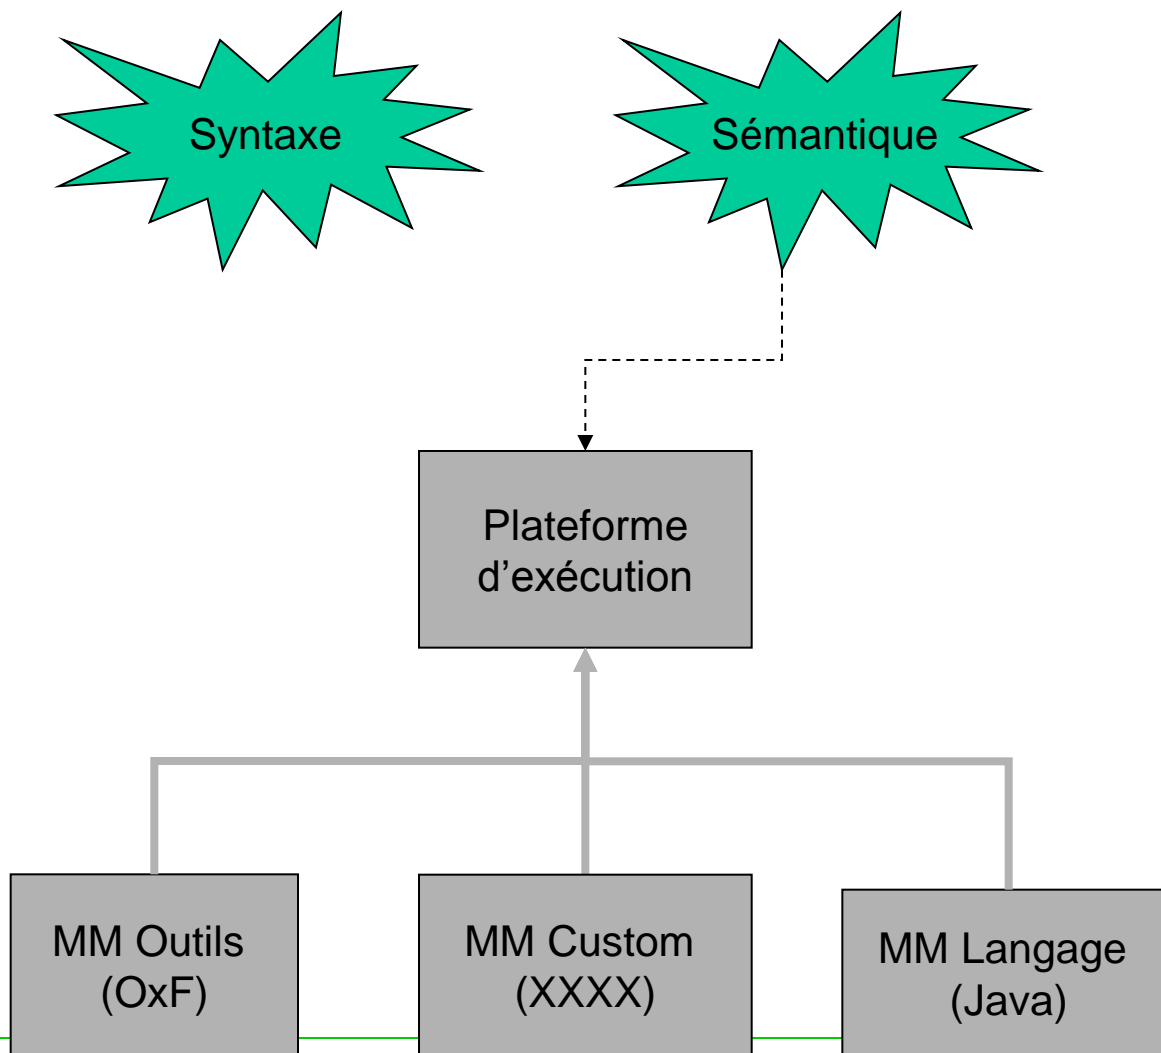 Syntaxe
Sémantique
Plateforme
d'exécution
MM Outils
(OxF)
MM Custom
(XXXX)
MM Langage
(Java)